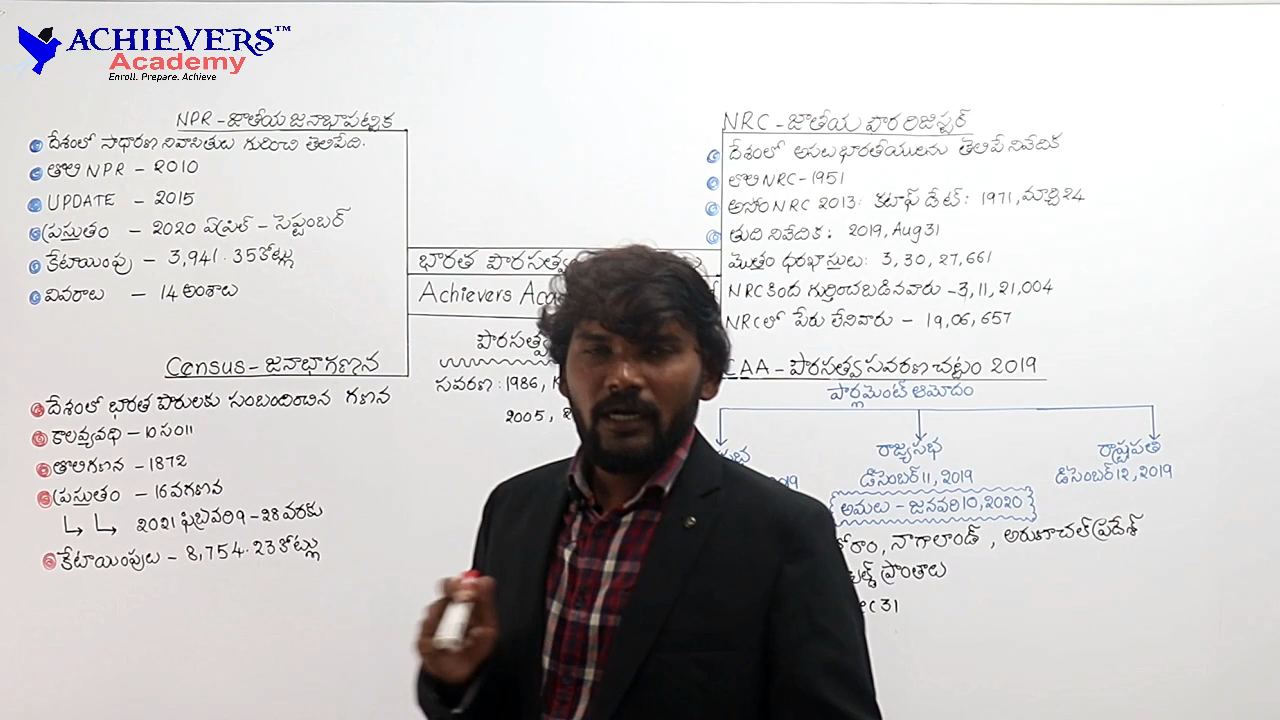 ACHIEVERS™
Academy
Enroll. Prepare. Achieve
NPR - జాతీయ జనాభాపట్టిక
దేశంలో సాధారణ నివాసితుల గురించి తెలిపేది.
తొలి NPR - 2010
UPDATE - 2015
ప్రస్తుతం - 2020 ఏప్రిల్ - సెప్టెంబర్
కేటాయింపు - 3,941.35కోట్లు
వివరాలు - 14 అంశాలు
Census - జనాభాగణన
దేశంలో భారత పౌరులకు సంబందించిన గణన
కాలవ్యవధి - 10 సం॥
తొలిగణన - 1872
ప్రస్తుతం - 16వగణన
2021 ఫిబ్రవరి 9 - 28 వరకు
కేటాయింపులు - 8,754.23కోట్లు
భారత పౌరసత్వ
Achievers
పౌరసత్వ
సవరణ : 1986,
2005,
NRC - జాతీయ పౌర రిజిస్టర్
దేశంలో అసలు భారతీయులను తెలిపే నివేదిక
తొలి NRC - 1951
అసోం NRC 2013: కటాఫ్ డేట్: 1971, మార్చి 24
తుది నివేదిక : 2019, Aug 31
మొత్తం ధరఖాస్తులు: 3,30,27,661
NRC కింద గుర్తించబడినవారు - 3,11,21,004
NRC లో పేరు లేనివారు - 19,06,657
CAA - పౌరసత్వ సవరణ చట్టం 2019
పార్లమెంట్ ఆమోదం
రాజ్యసభ
రాష్ట్రపతి
డిసెంబర్ 11, 2019
డిసెంబర్ 12, 2019
అమలు - జనవరి 10, 2020
నాగాలాండ్, అరుణాచల్ ప్రదేశ్
ప్రాంతాలు
31